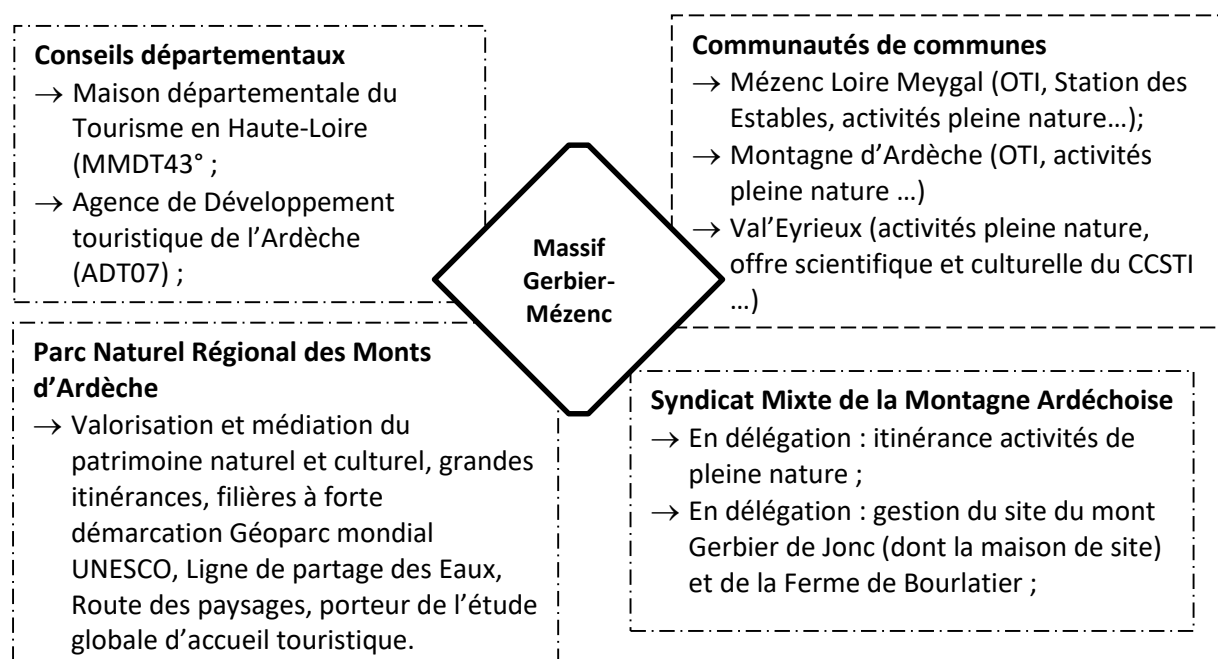 Conseils départementaux
→ Maison départementale du
Tourisme en Haute-Loire
(MMDT43° ;
→ Agence de Développement
touristique de l'Ardèche
(ADT07) ;
Communautés de communes
→ Mézenc Loire Meygal (OTI, Station des
Estables, activités pleine nature…);
→ Montagne d'Ardèche (OTI, activités
pleine nature …)
→ Val'Eyrieux (activités pleine nature,
offre scientifique et culturelle du CCSTI
…)
Massif
Gerbier-
Mézenc
Parc Naturel Régional des Monts
d'Ardèche
→ Valorisation et médiation du
patrimoine naturel et culturel, grandes
itinérances, filières à forte
démarcation Géoparc mondial
UNESCO, Ligne de partage des Eaux,
Route des paysages, porteur de l'étude
globale d'accueil touristique.
Syndicat Mixte de la Montagne Ardéchoise
→ En délégation : itinérance activités de
pleine nature ;
→ En délégation : gestion du site du mont
Gerbier de Jonc (dont la maison de site)
et de la Ferme de Bourlatier ;